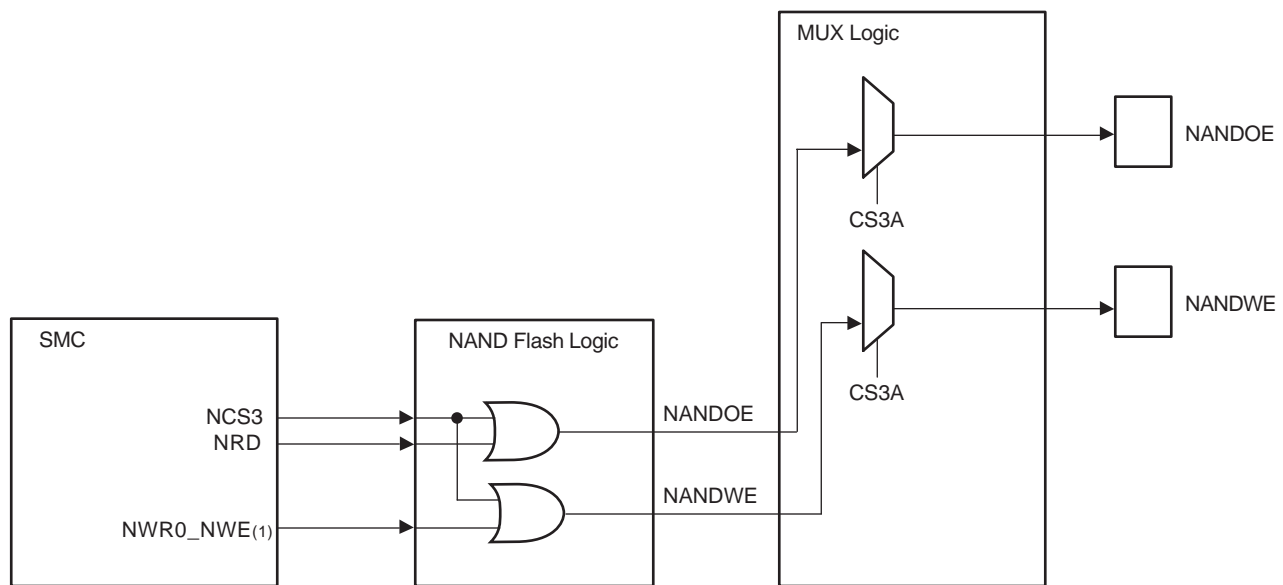 MUX Logic
NANDOE
CS3A
NANDWE
SMC
NAND Flash Logic
CS3A
NCS3
NANDOE
NRD
NANDWE
NWR0_NWE(1)